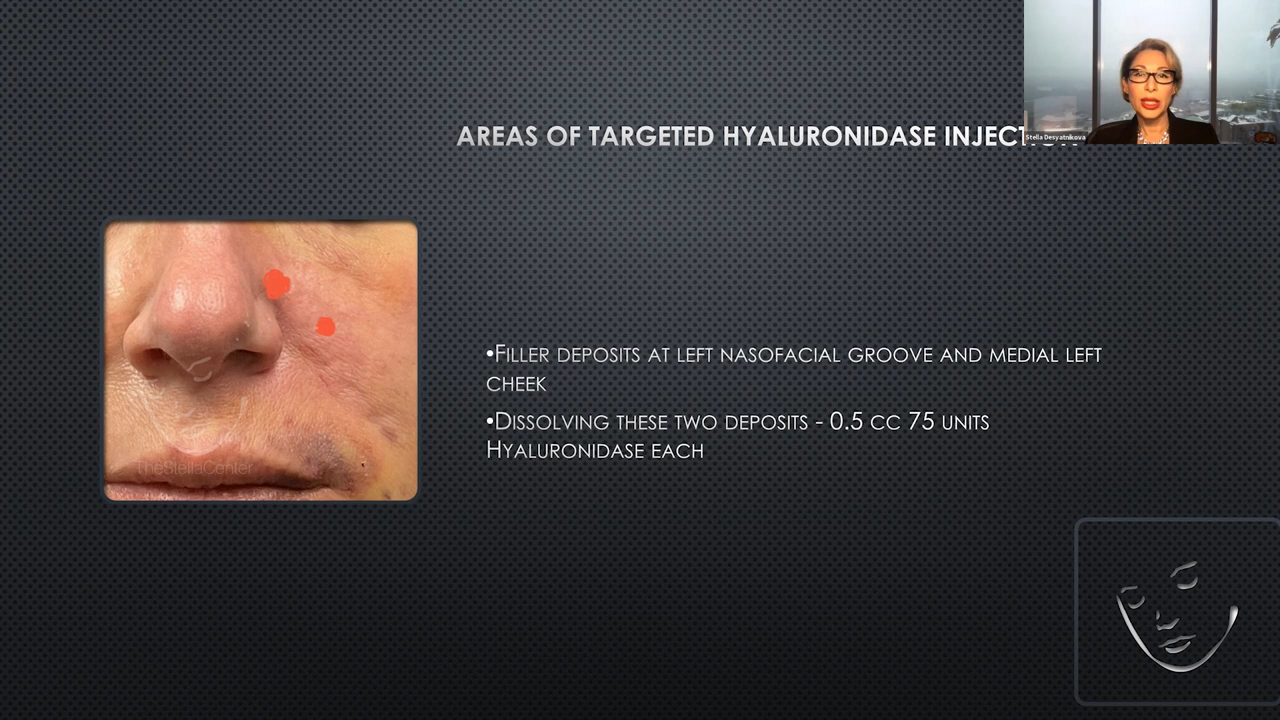 Stella Desyatnikova
AREAS OF TARGETED HYALURONIDASE INJECTION
•FILLER DEPOSITS AT LEFT NASOFACIAL GROOVE AND MEDIAL LEFT
CHEEK
•DISSOLVING THESE TWO DEPOSITS - 0.5 CC 75 UNITS
HYALURONIDASE EACH
TheStellaCenter